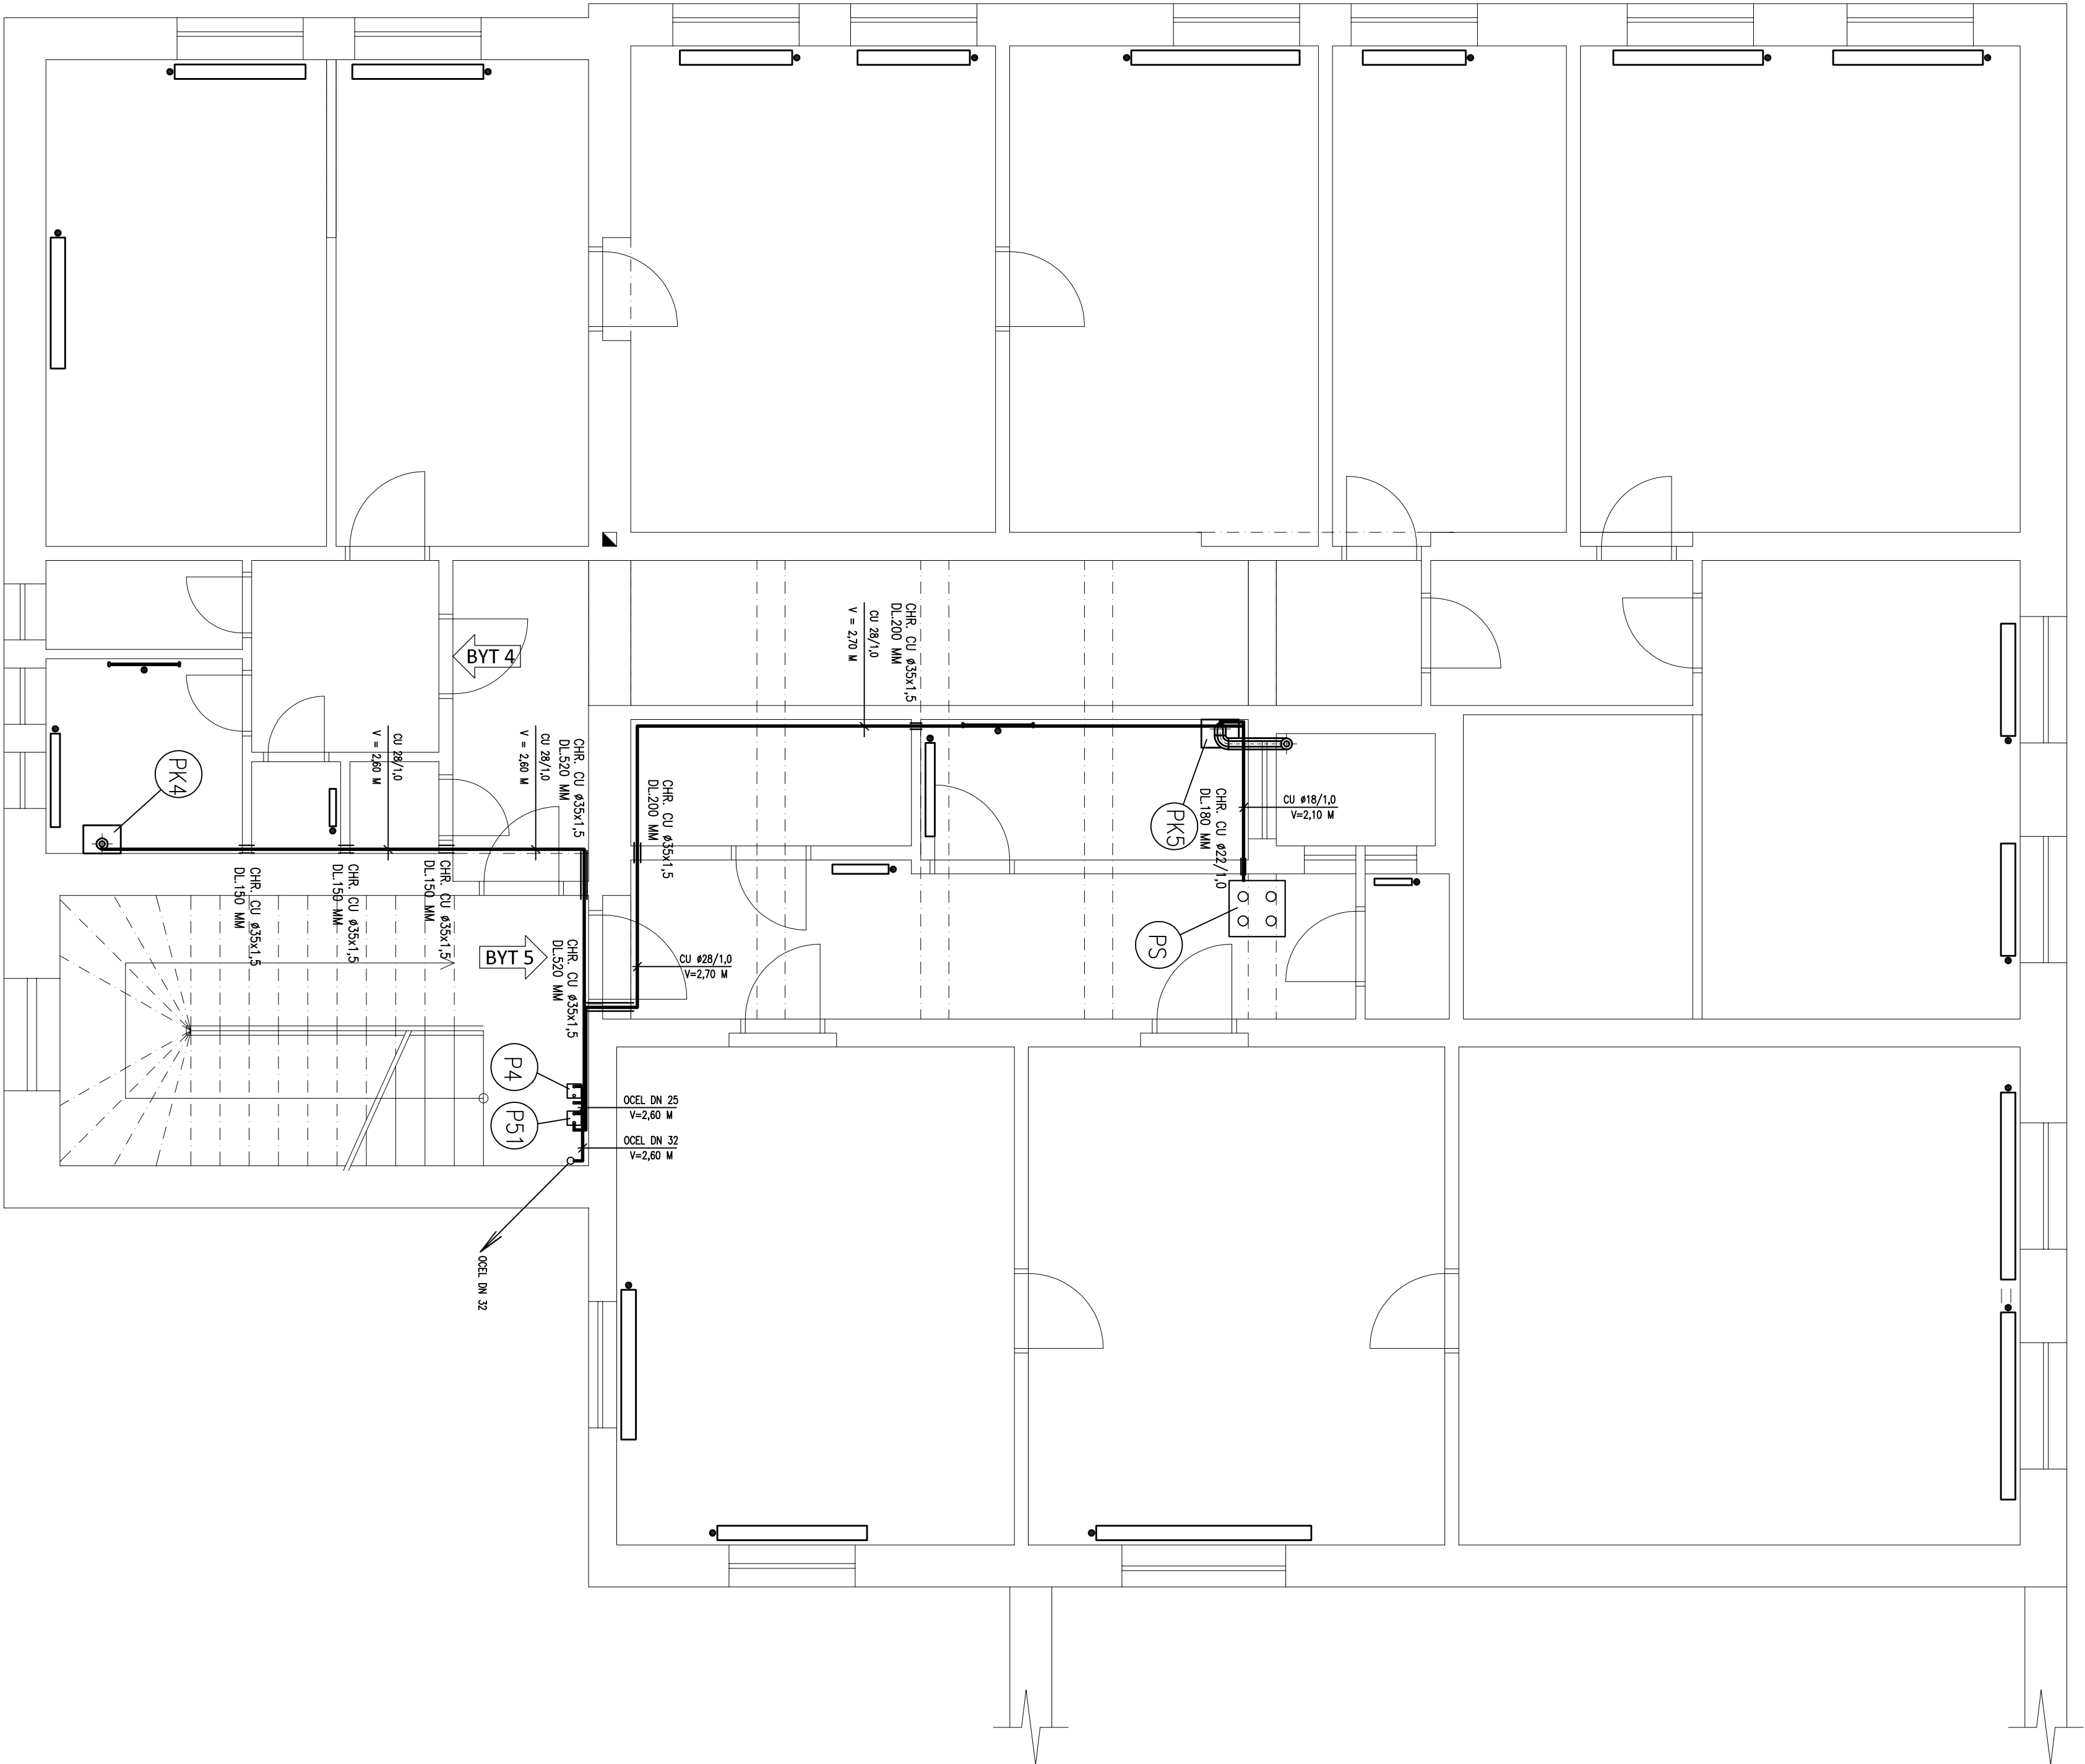 CHR. CU ø35x1,5
DL.200 MM
CU 28/1,0
V = 2,70 M
BYT 4
CU 28/1,0
V = 2,60 M
CHR. CU ø35x1,5
DL.520 MM
CU 28/1,0
V = 2,60 M
PK4
CHR. CU ø35x1,5
DL.200 MM
PK5
CHR. CU ø22/1,0
DL.180 MM
CU ø18/1,0
V=2,10 M
CHR. CU ø35x1,5
DL.150 MM
CHR. CU ø35x1,5
DL.150 MM
CHR. CU ø35x1,5
DL.150 MM
BYT 5
CHR. CU ø35x1,5
DL.520 MM
CU ø28/1,0
V=2,70 M
PS
P4
P51
OCEL DN 25
V=2,60 M
OCEL DN 32
V=2,60 M
OCEL DN 32